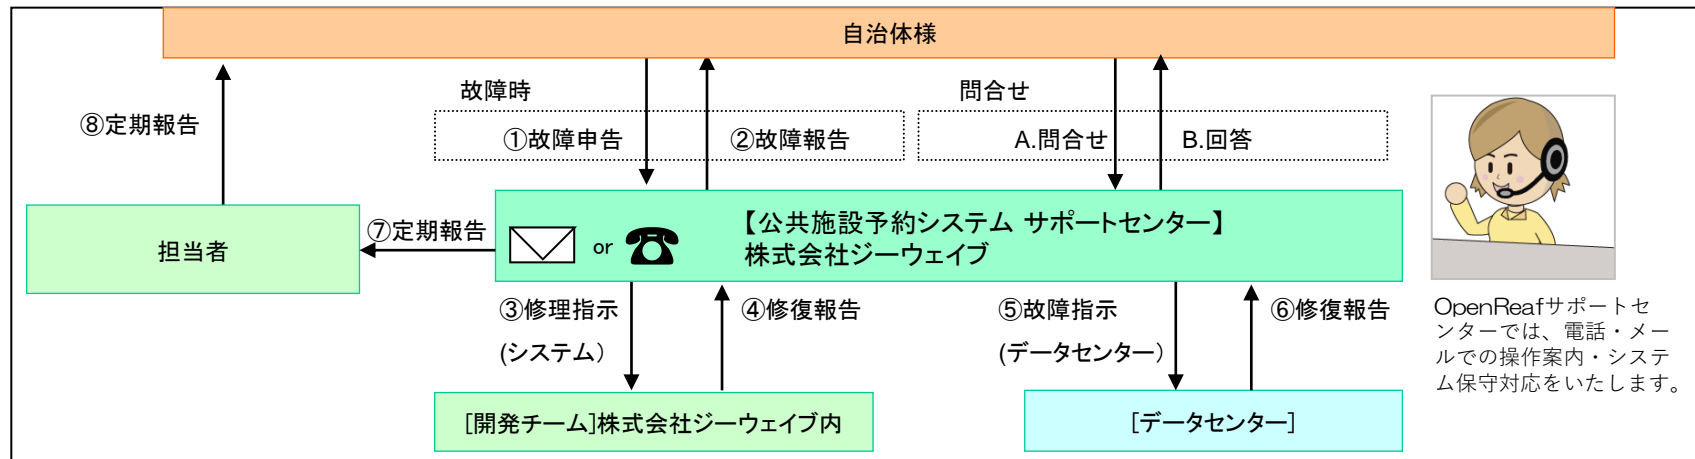 自治体様
故障時
問合せ
⑧定期報告
①故障申告
②故障報告
A.問合せ
B.回答
担当者
⑦定期報告
or
【公共施設予約システム サポートセンター】
株式会社ジーウェイブ
③修理指示
(システム)
④修復報告
⑤故障指示
(データセンター)
⑥修復報告
OpenReafサポートセ
ンターでは、電話・メー
ルでの操作案内・システ
ム保守対応をいたします。
[開発チーム]株式会社ジーウェイブ内
[データセンター]